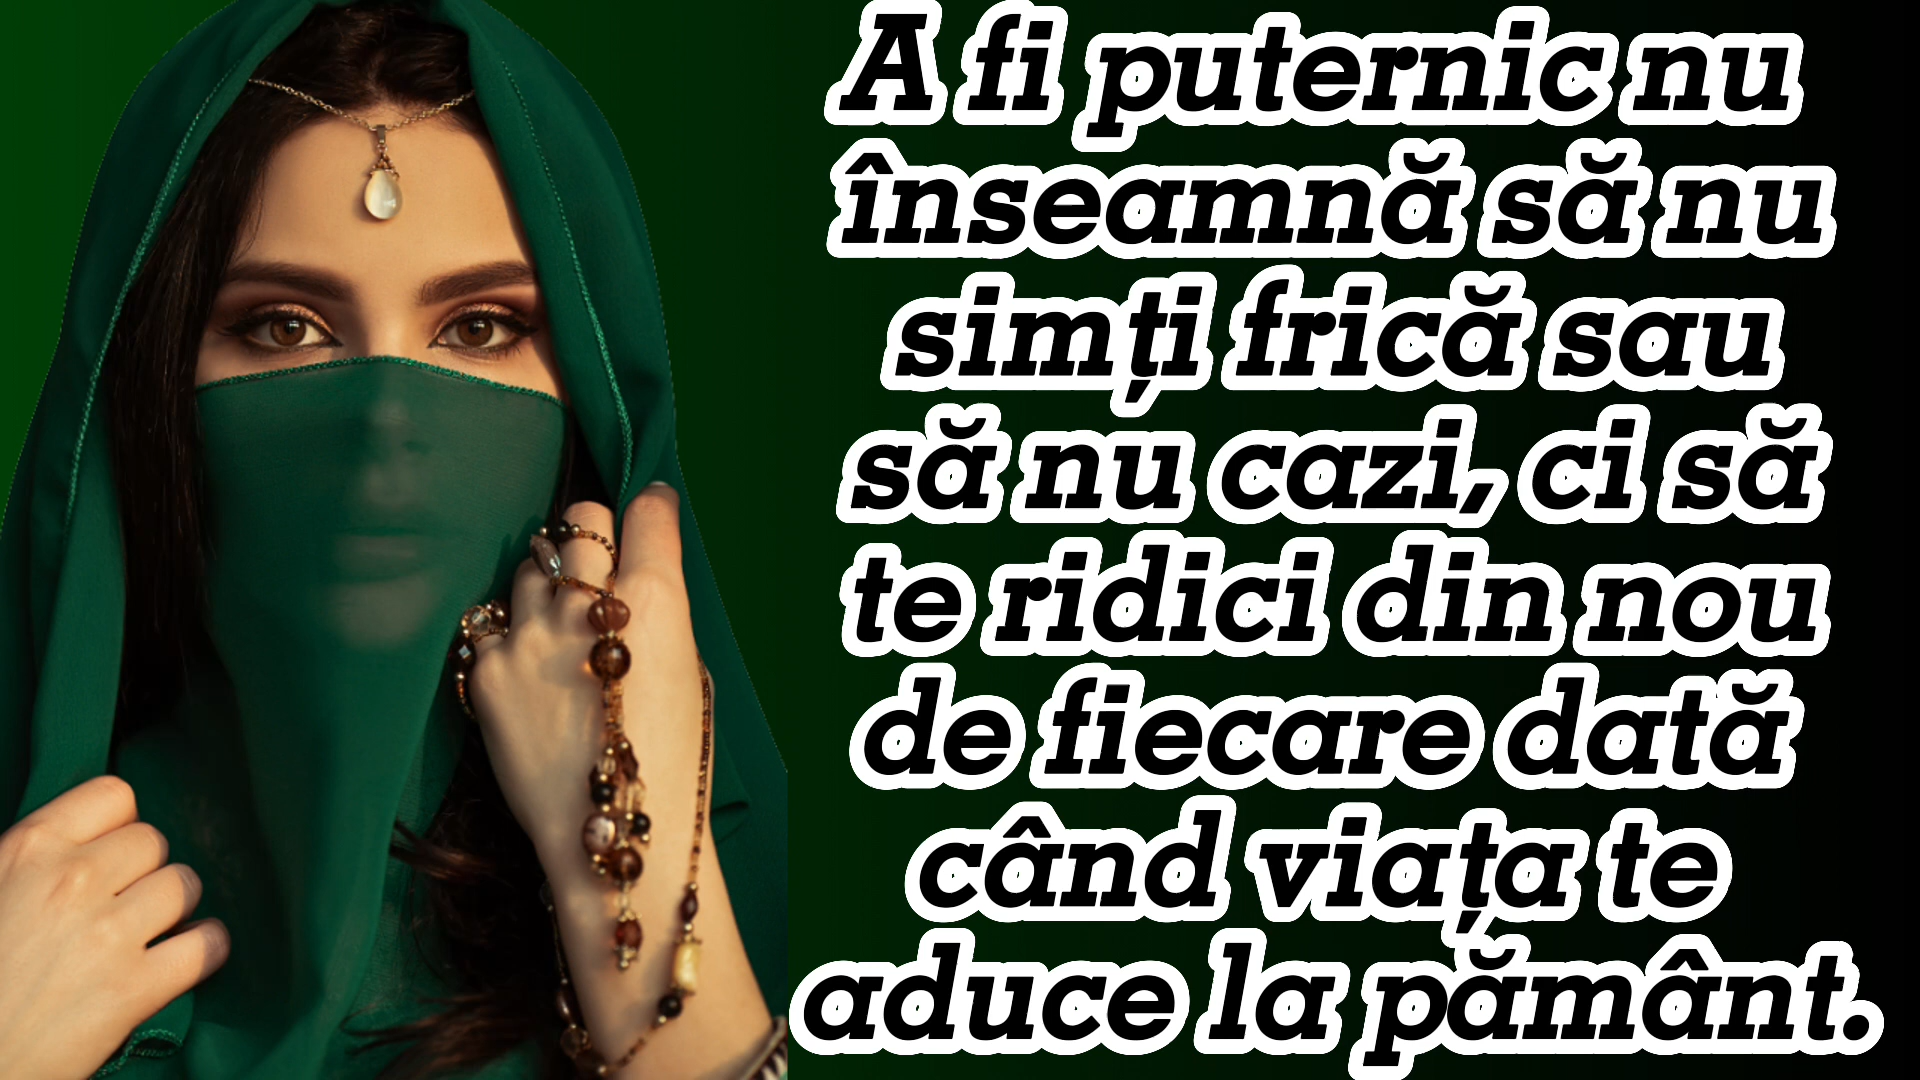 A fi puternic nu
înseamnă să nu
simți frică sau
să nu cazi, ci să
te ridici din nou
de fiecare dată
când viața te
aduce la pământ.